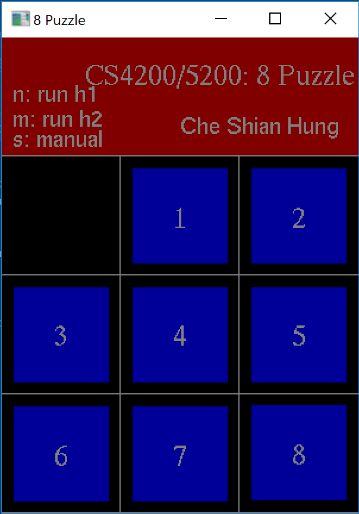 8 Puzzle
CS4200/5200: 8 Puzzle
n: run h1
m: run h2
Che Shian Hung
s: manual
1 2
3 4 5
6 7 8